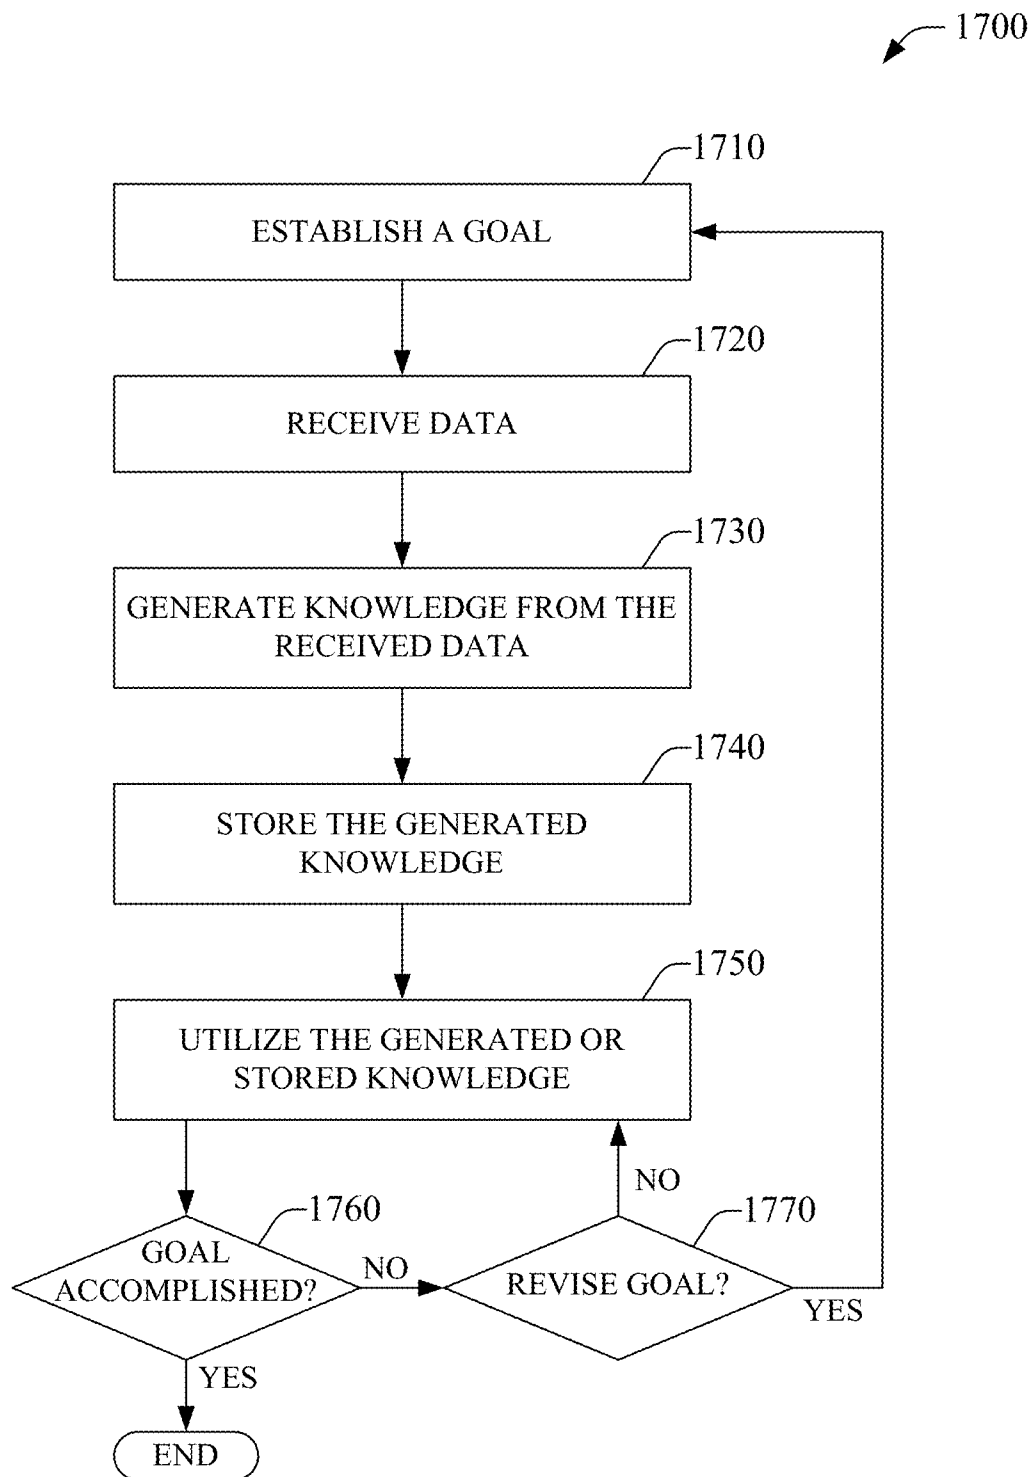 1700
1710
ESTABLISH A GOAL
1720
RECEIVE DATA
1730
GENERATE KNOWLEDGE FROM THE
RECEIVED DATA
1740
STORE THE GENERATED
KNOWLEDGE
1750
UTILIZE THE GENERATED OR
STORED KNOWLEDGE
NO
1760
1770
GOAL
ACCOMPLISHED?
NO
REVISE GOAL?
YES
YES
END